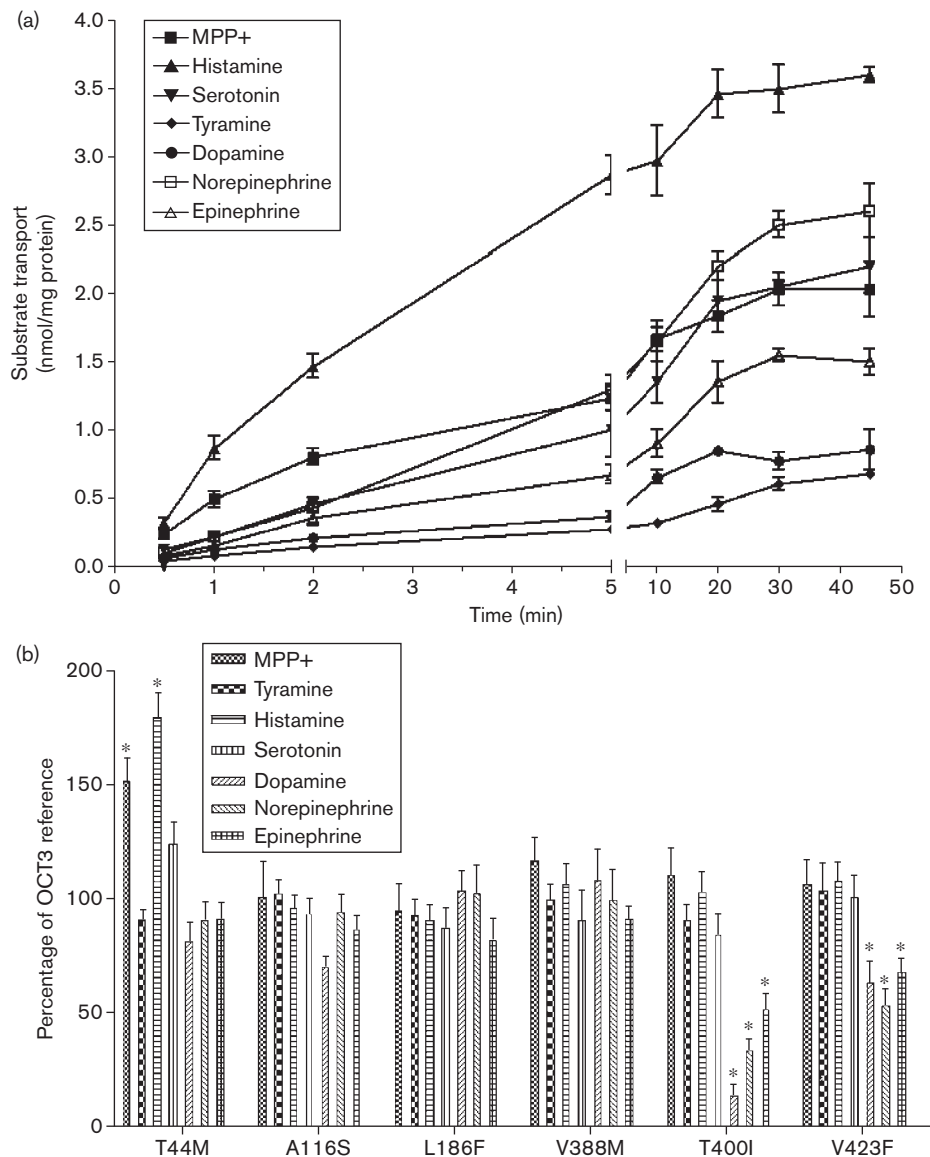 (a)
MPP+
Histamine
Serotonin
Tyramine
Dopamine
Norepinephrine
Epinephrine
4.0
3.5
3.0
2.5
2.0
1.5
1.0
0.5
0.0
Substrate transport
(nmol/mg protein)
0 1 2 3 4 5 10 20 30 40 50
Time (min)
(b)
MPP+
Tyramine
Histamine
Serotonin
Dopamine
Norepinephrine
Epinephrine
200
150
100
50
0
Percentage of OCT3 reference
* * * * * * * *
T44M A116S L186F V388M T400I V423F